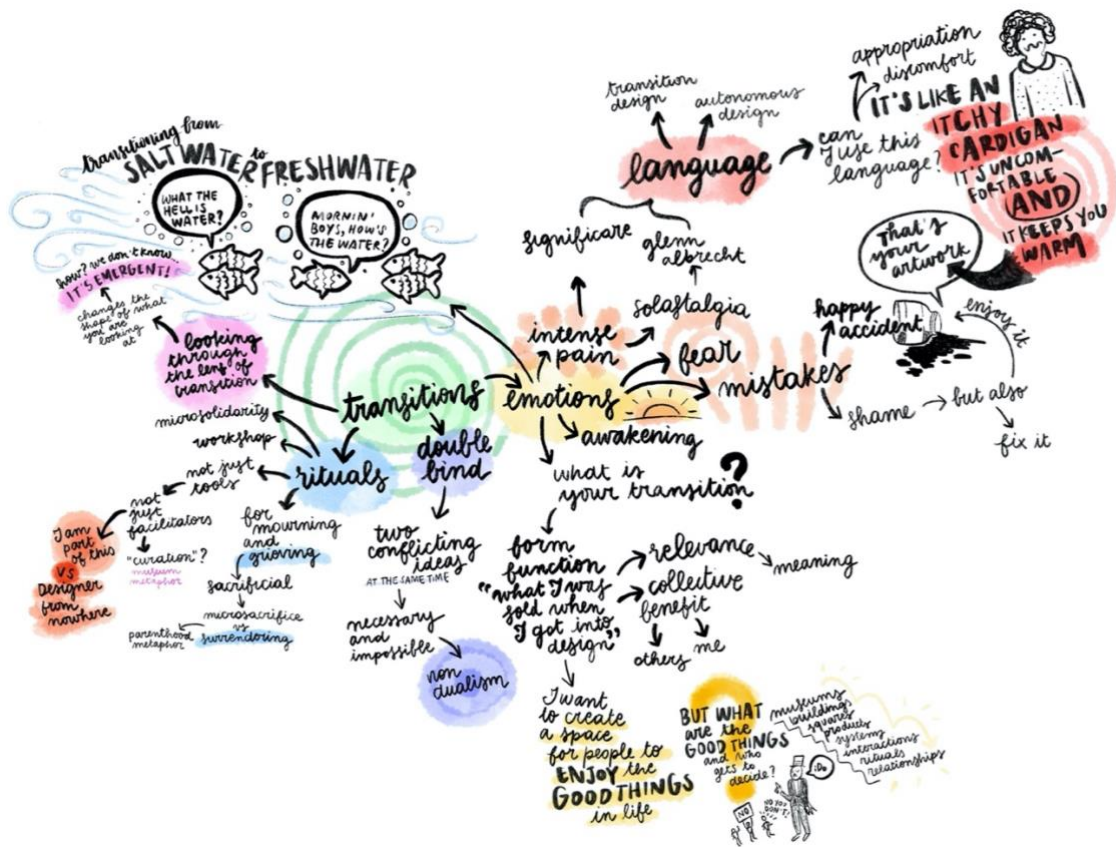 transitioning from
SALTWATER to FRESHWATER
WHAT THE
HELL IS
WATER?
MORNIN'
BOYS, HOW'S
THE WATER?
how? we don't know...
IT'S EMERGENT!
changes the
shape of what
you are
looking
at
looking
through
the lens of
transition
transitions
microsolidarity
workshop
not just
tools
rituals
not
just
facilitators
"curation"?
museum
metaphor
I am
part
of this
VS
Designer
from
nowhere
for
mourning
and
grieving
sacrificial
microsacrifice
vs
surrendering
parenthood
metaphor
double
bind
two
conflicting
ideas
AT THE SAME TIME
necessary
and
impossible
non
dualism
emotions
intense
pain
significare
glenn
albrecht
solastalgia
fear
mistakes
awakening
language
transition
design
autonomous
design
can
I use this
language?
appropriation
discomfort
IT'S LIKE AN
ITCHY
CARDIGAN
IT'S UNCOM-
FORTABLE
AND
IT KEEPS YOU
WARM
That's
your
artwork
happy
accident
enjoy it
shame
but also
fix it
what is
your transition?
form
function
"what I was
sold when
I got into
design"
relevance
meaning
collective
benefit
others
me
I want
to create
a space
for people to
ENJOY the
GOOD THINGS
in life
BUT WHAT
are the
GOOD THINGS
and who
gets to
decide?
I DO
NO
NO YOU
DON'T!
museums
buildings
squares
products
systems
interactions
rituals
relationships